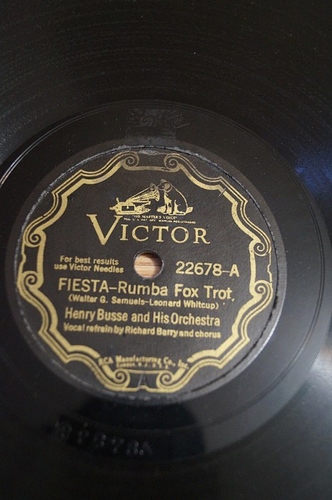 "HIS MASTER'S VOICE"
VICTOR
For best results
use Victor Needles
22678-A
FIESTA-Rumba Fox Trot
(Walter G. Samuels-Leonard Whitcup)
Henry Busse and His Orchestra
Vocal refrain by Richard Barry and chorus
RCA Manufacturing Co., Inc.
Camden, N.J., U.S.A.